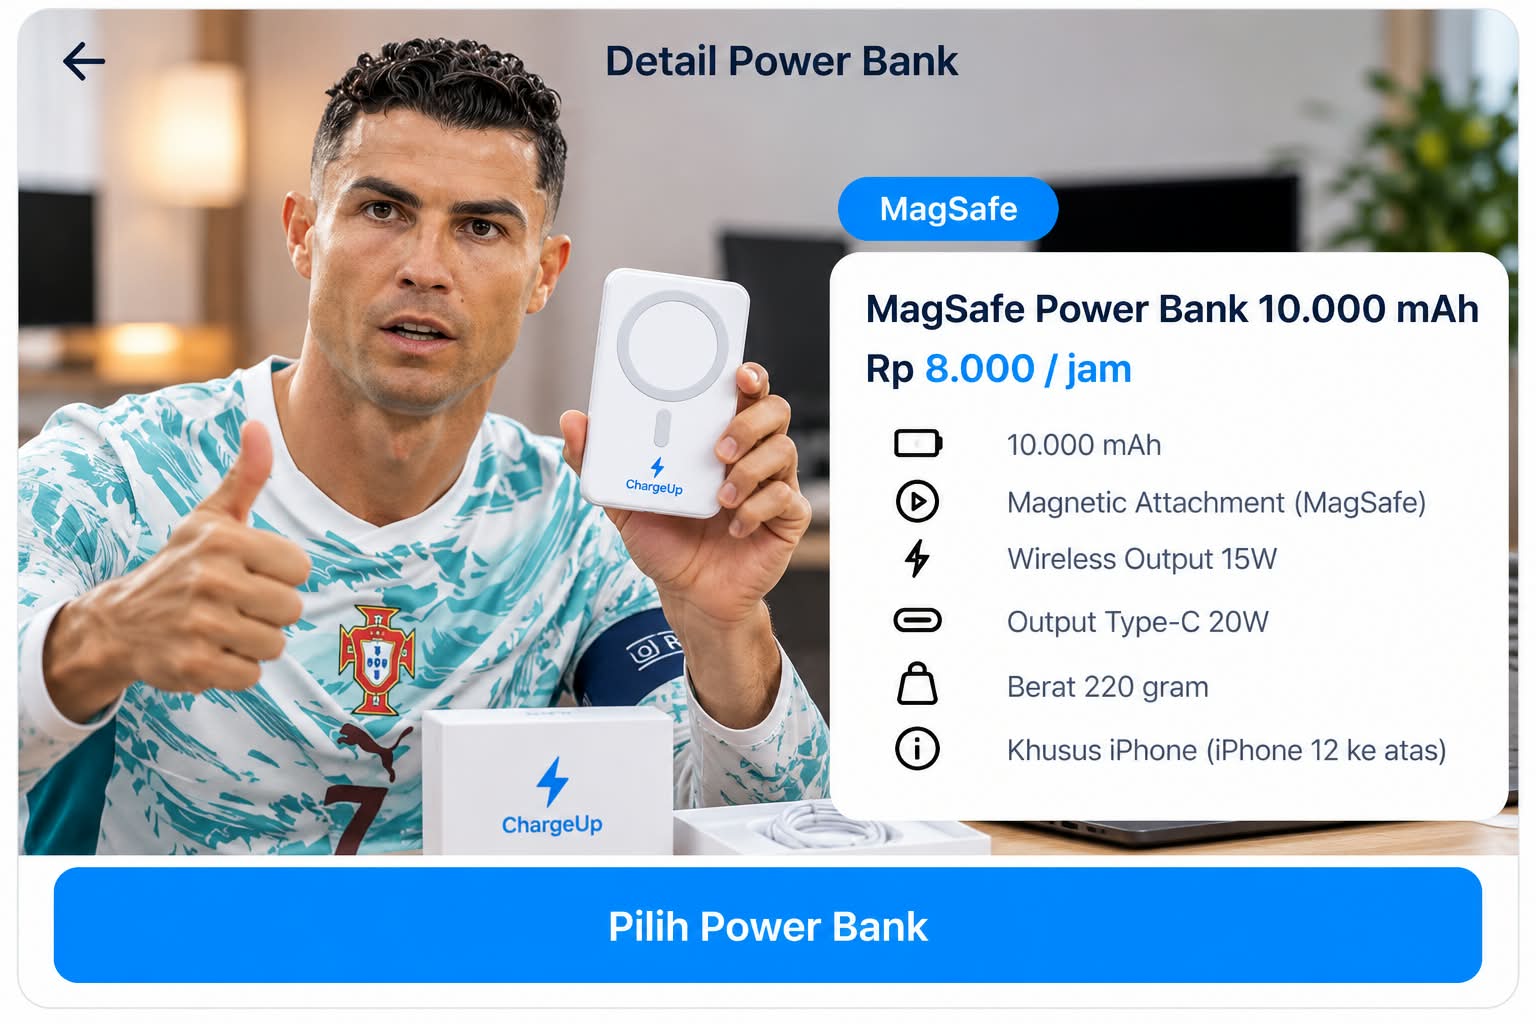 Detail Power Bank
MagSafe
MagSafe Power Bank 10.000 mAh
Rp 8.000 / jam
10.000 mAh
Magnetic Attachment (MagSafe)
Wireless Output 15W
Output Type-C 20W
Berat 220 gram
Khusus iPhone (iPhone 12 ke atas)
ChargeUp
7
ChargeUp
Pilih Power Bank